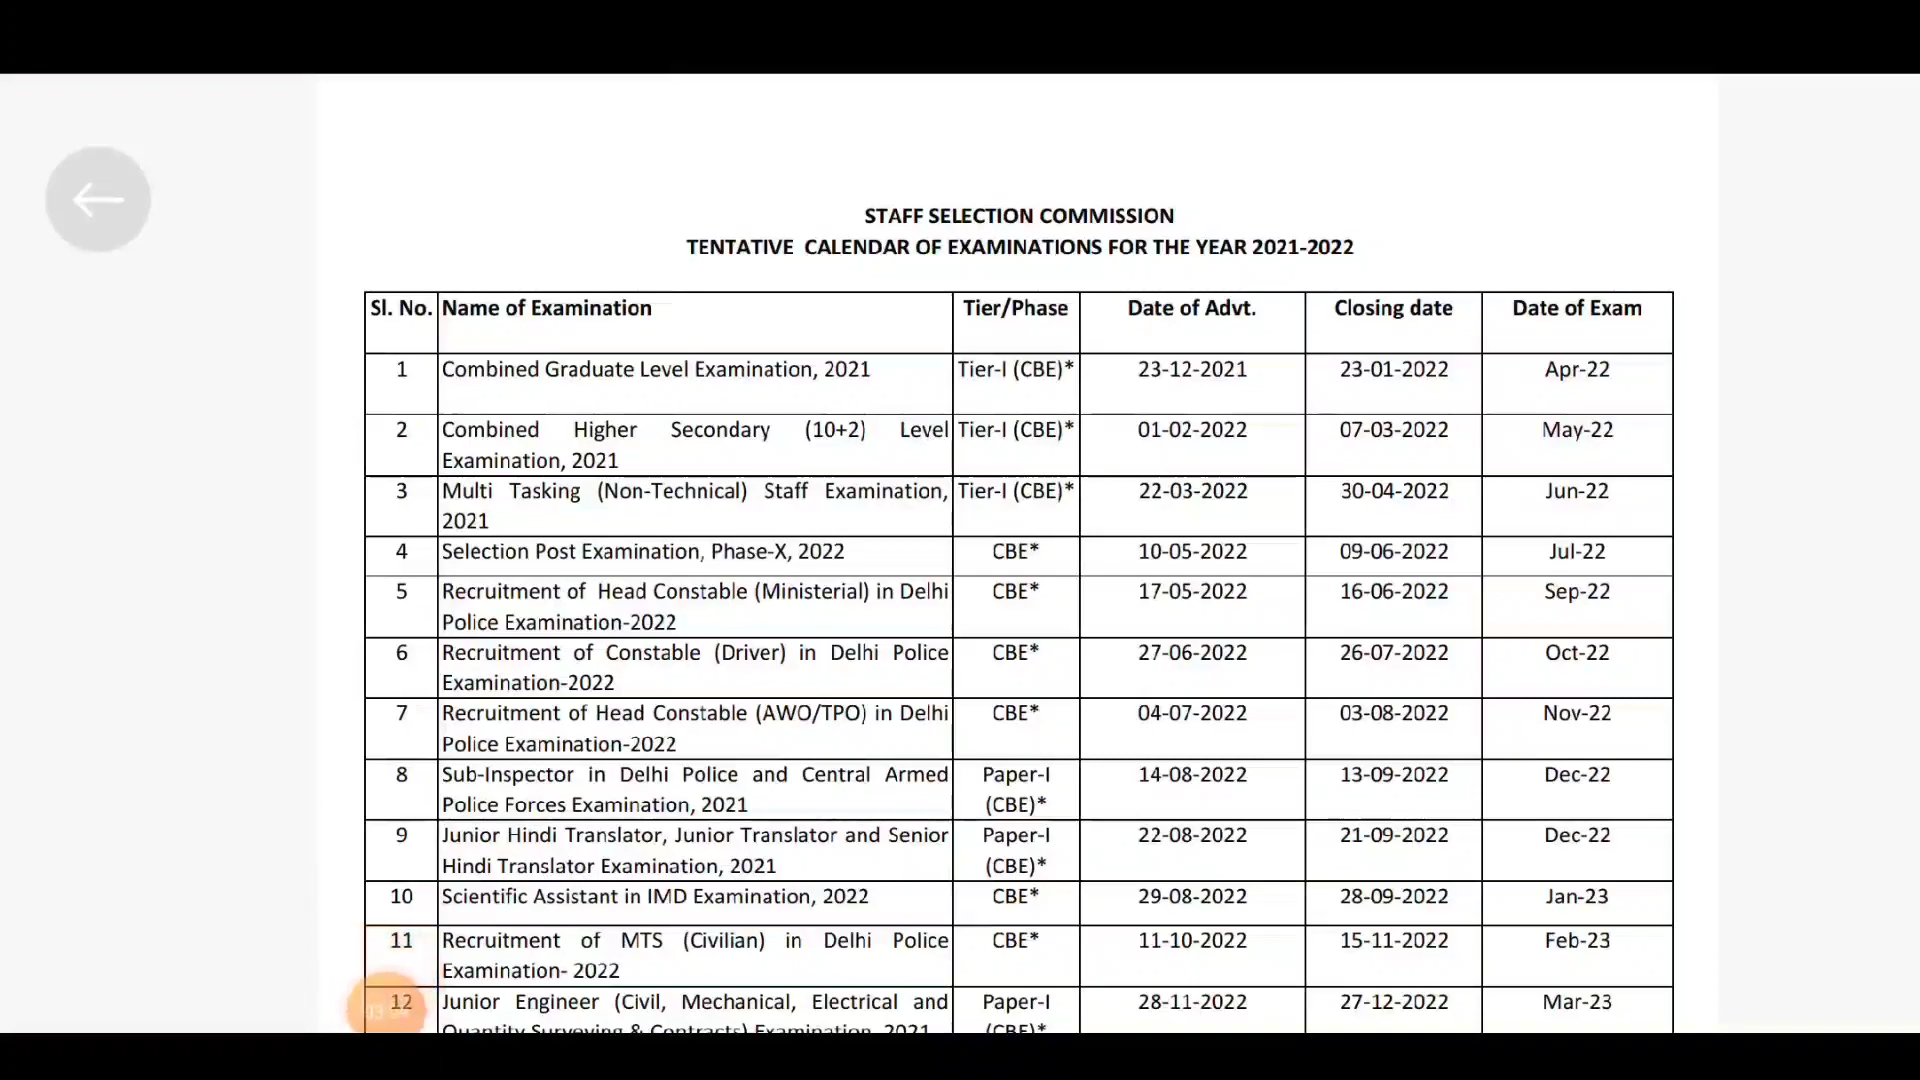 STAFF SELECTION COMMISSION
TENTATIVE CALENDAR OF EXAMINATIONS FOR THE YEAR 2021-2022
Sl. No. Name of Examination Tier/Phase Date of Advt. Closing date Date of Exam
1 Combined Graduate Level Examination, 2021 Tier-I (CBE)* 23-12-2021 23-01-2022 Apr-22
2 Combined Higher Secondary (10+2) Level Tier-I (CBE)* 01-02-2022 07-03-2022 May-22
Examination, 2021
3 Multi Tasking (Non-Technical) Staff Examination, Tier-I (CBE)* 22-03-2022 30-04-2022 Jun-22
2021
4 Selection Post Examination, Phase-X, 2022 CBE* 10-05-2022 09-06-2022 Jul-22
5 Recruitment of Head Constable (Ministerial) in Delhi CBE* 17-05-2022 16-06-2022 Sep-22
Police Examination-2022
6 Recruitment of Constable (Driver) in Delhi Police CBE* 27-06-2022 26-07-2022 Oct-22
Examination-2022
7 Recruitment of Head Constable (AWO/TPO) in Delhi CBE* 04-07-2022 03-08-2022 Nov-22
Police Examination-2022
8 Sub-Inspector in Delhi Police and Central Armed Paper-I 14-08-2022 13-09-2022 Dec-22
Police Forces Examination, 2021 (CBE)*
9 Junior Hindi Translator, Junior Translator and Senior Paper-I 22-08-2022 21-09-2022 Dec-22
Hindi Translator Examination, 2021 (CBE)*
10 Scientific Assistant in IMD Examination, 2022 CBE* 29-08-2022 28-09-2022 Jan-23
11 Recruitment of MTS (Civilian) in Delhi Police CBE* 11-10-2022 15-11-2022 Feb-23
Examination- 2022
12 Junior Engineer (Civil, Mechanical, Electrical and Paper-I 28-11-2022 27-12-2022 Mar-23
Quantity Surveying & Contracts) Examination, 2021 (CBE)*